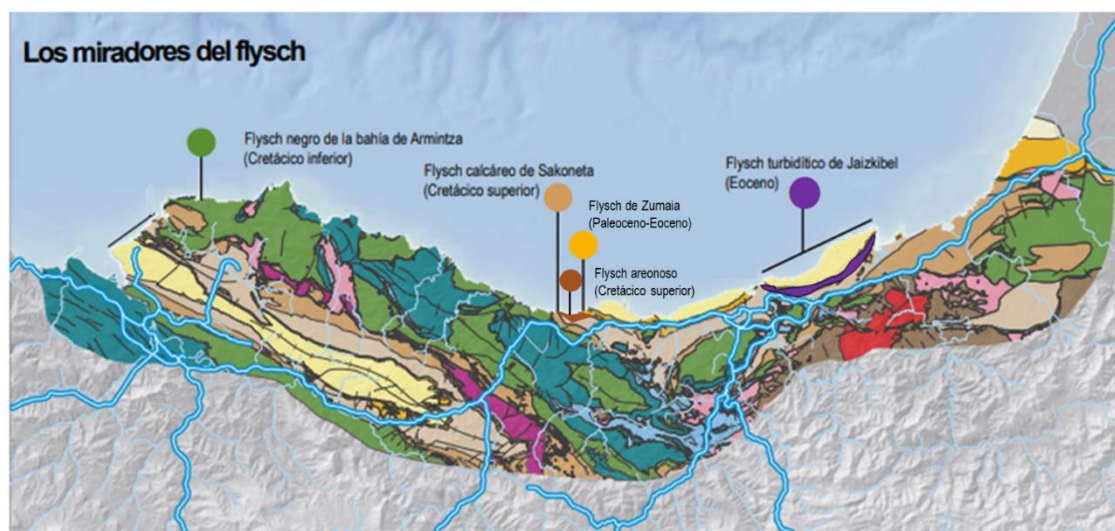 Los miradores del flysch
Flysch negro de la bahía de Armintza
(Cretácico inferior)
Flysch calcáreo de Sakoneta
(Cretácico superior)
Flysch de Zumaia
(Paleoceno-Eoceno)
Flysch areonoso
(Cretácico superior)
Flysch turbidítico de Jaizkibel
(Eoceno)